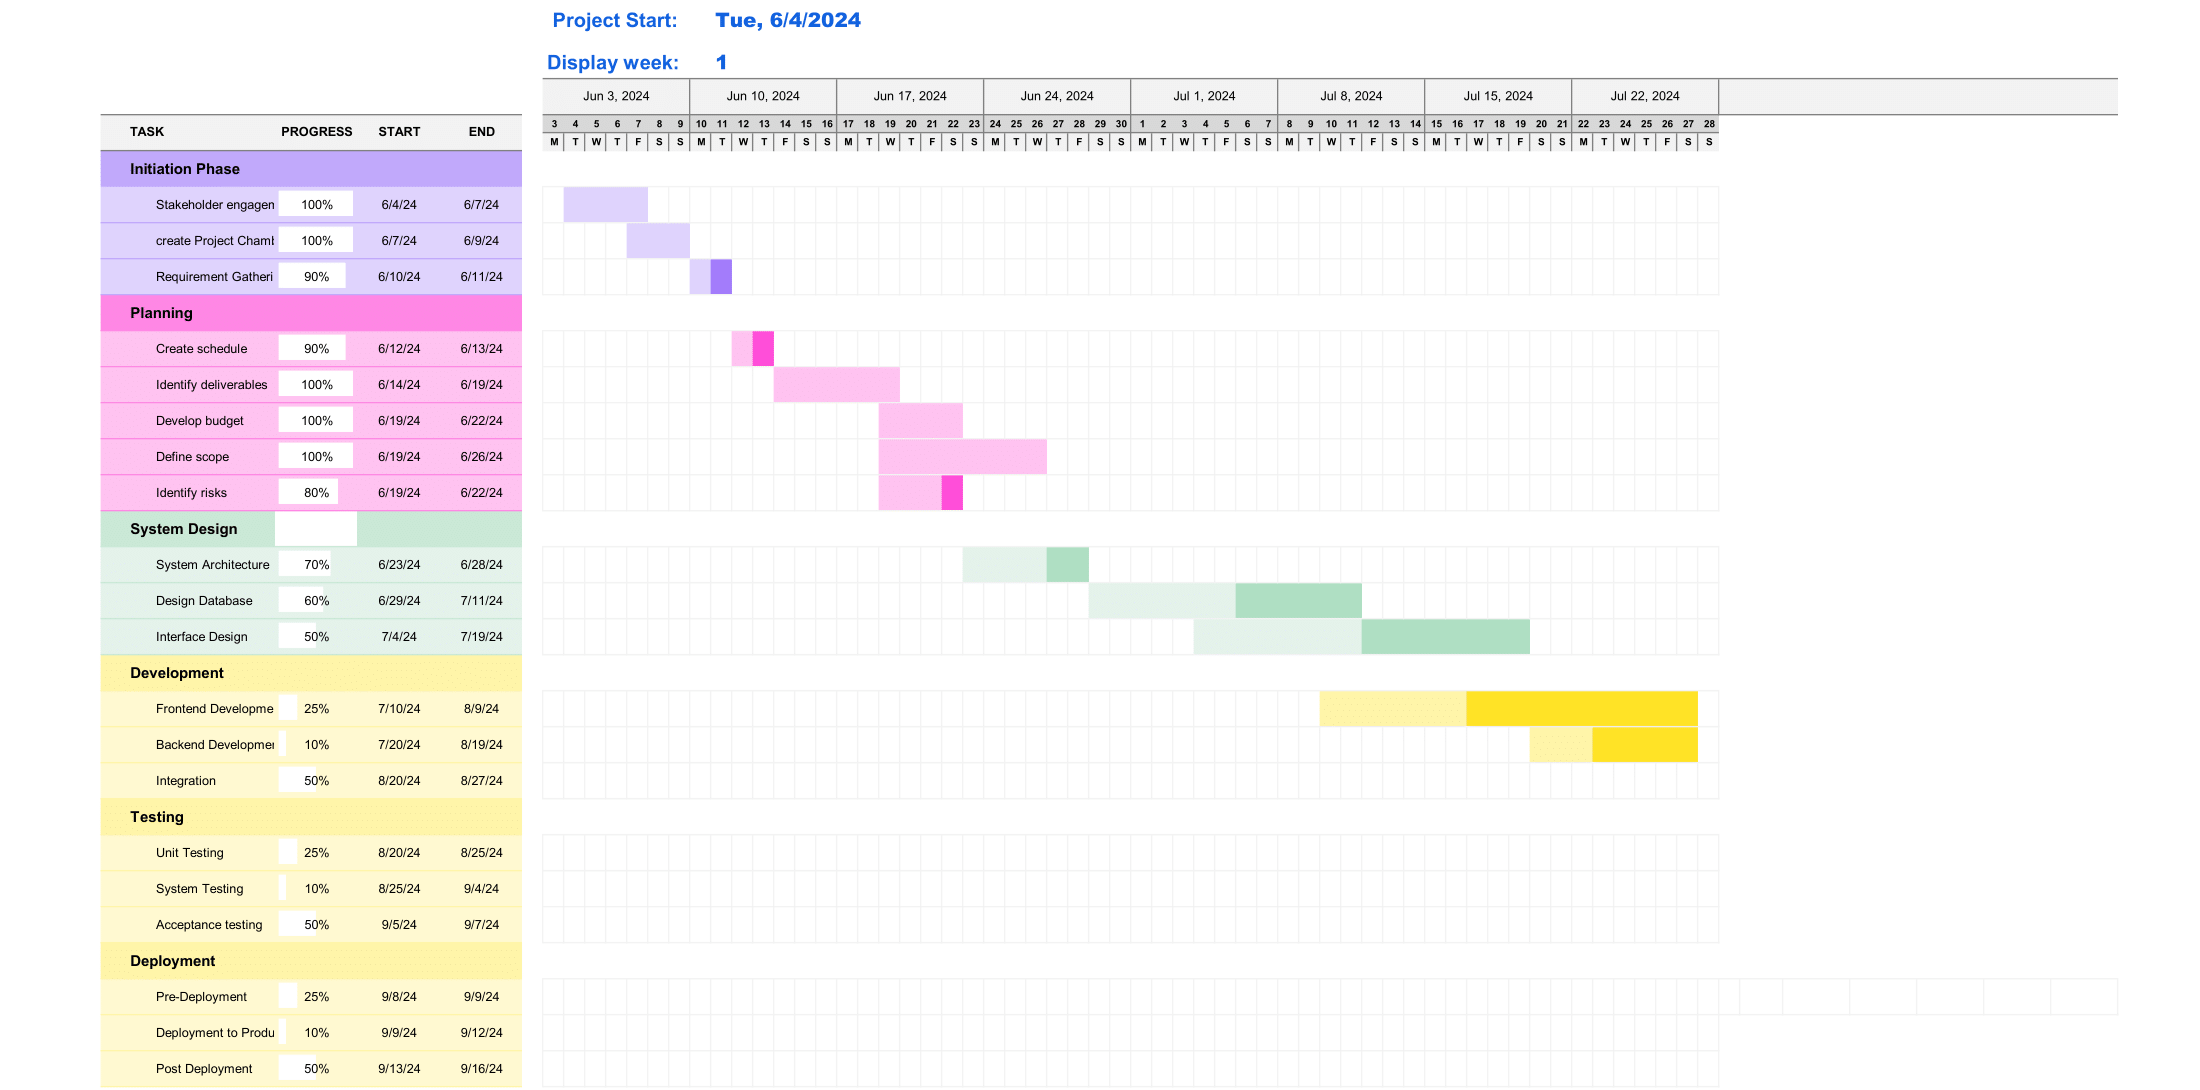 Project Start: Tue, 6/4/2024
Display week: 1
Jun 3, 2024 Jun 10, 2024 Jun 17, 2024 Jun 24, 2024 Jul 1, 2024 Jul 8, 2024 Jul 15, 2024 Jul 22, 2024
3 4 5 6 7 8 9 10 11 12 13 14 15 16 17 18 19 20 21 22 23 24 25 26 27 28 29 30 1 2 3 4 5 6 7 8 9 10 11 12 13 14 15 16 17 18 19 20 21 22 23 24 25 26 27 28
TASK PROGRESS START END
M T W T F S S M T W T F S S M T W T F S S M T W T F S S M T W T F S S M T W T F S S M T W T F S S M T W T F S S
Initiation Phase
Stakeholder engagen 100% 6/4/24 6/7/24
create Project Chamb 100% 6/7/24 6/9/24
Requirement Gatheri 90% 6/10/24 6/11/24
Planning
Create schedule 90% 6/12/24 6/13/24
Identify deliverables 100% 6/14/24 6/19/24
Develop budget 100% 6/19/24 6/22/24
Define scope 100% 6/19/24 6/26/24
Identify risks 80% 6/19/24 6/22/24
System Design
System Architecture 70% 6/23/24 6/28/24
Design Database 60% 6/29/24 7/11/24
Interface Design 50% 7/4/24 7/19/24
Development
Frontend Developme 25% 7/10/24 8/9/24
Backend Developmer 10% 7/20/24 8/19/24
Integration 50% 8/20/24 8/27/24
Testing
Unit Testing 25% 8/20/24 8/25/24
System Testing 10% 8/25/24 9/4/24
Acceptance testing 50% 9/5/24 9/7/24
Deployment
Pre-Deployment 25% 9/8/24 9/9/24
Deployment to Produ 10% 9/9/24 9/12/24
Post Deployment 50% 9/13/24 9/16/24